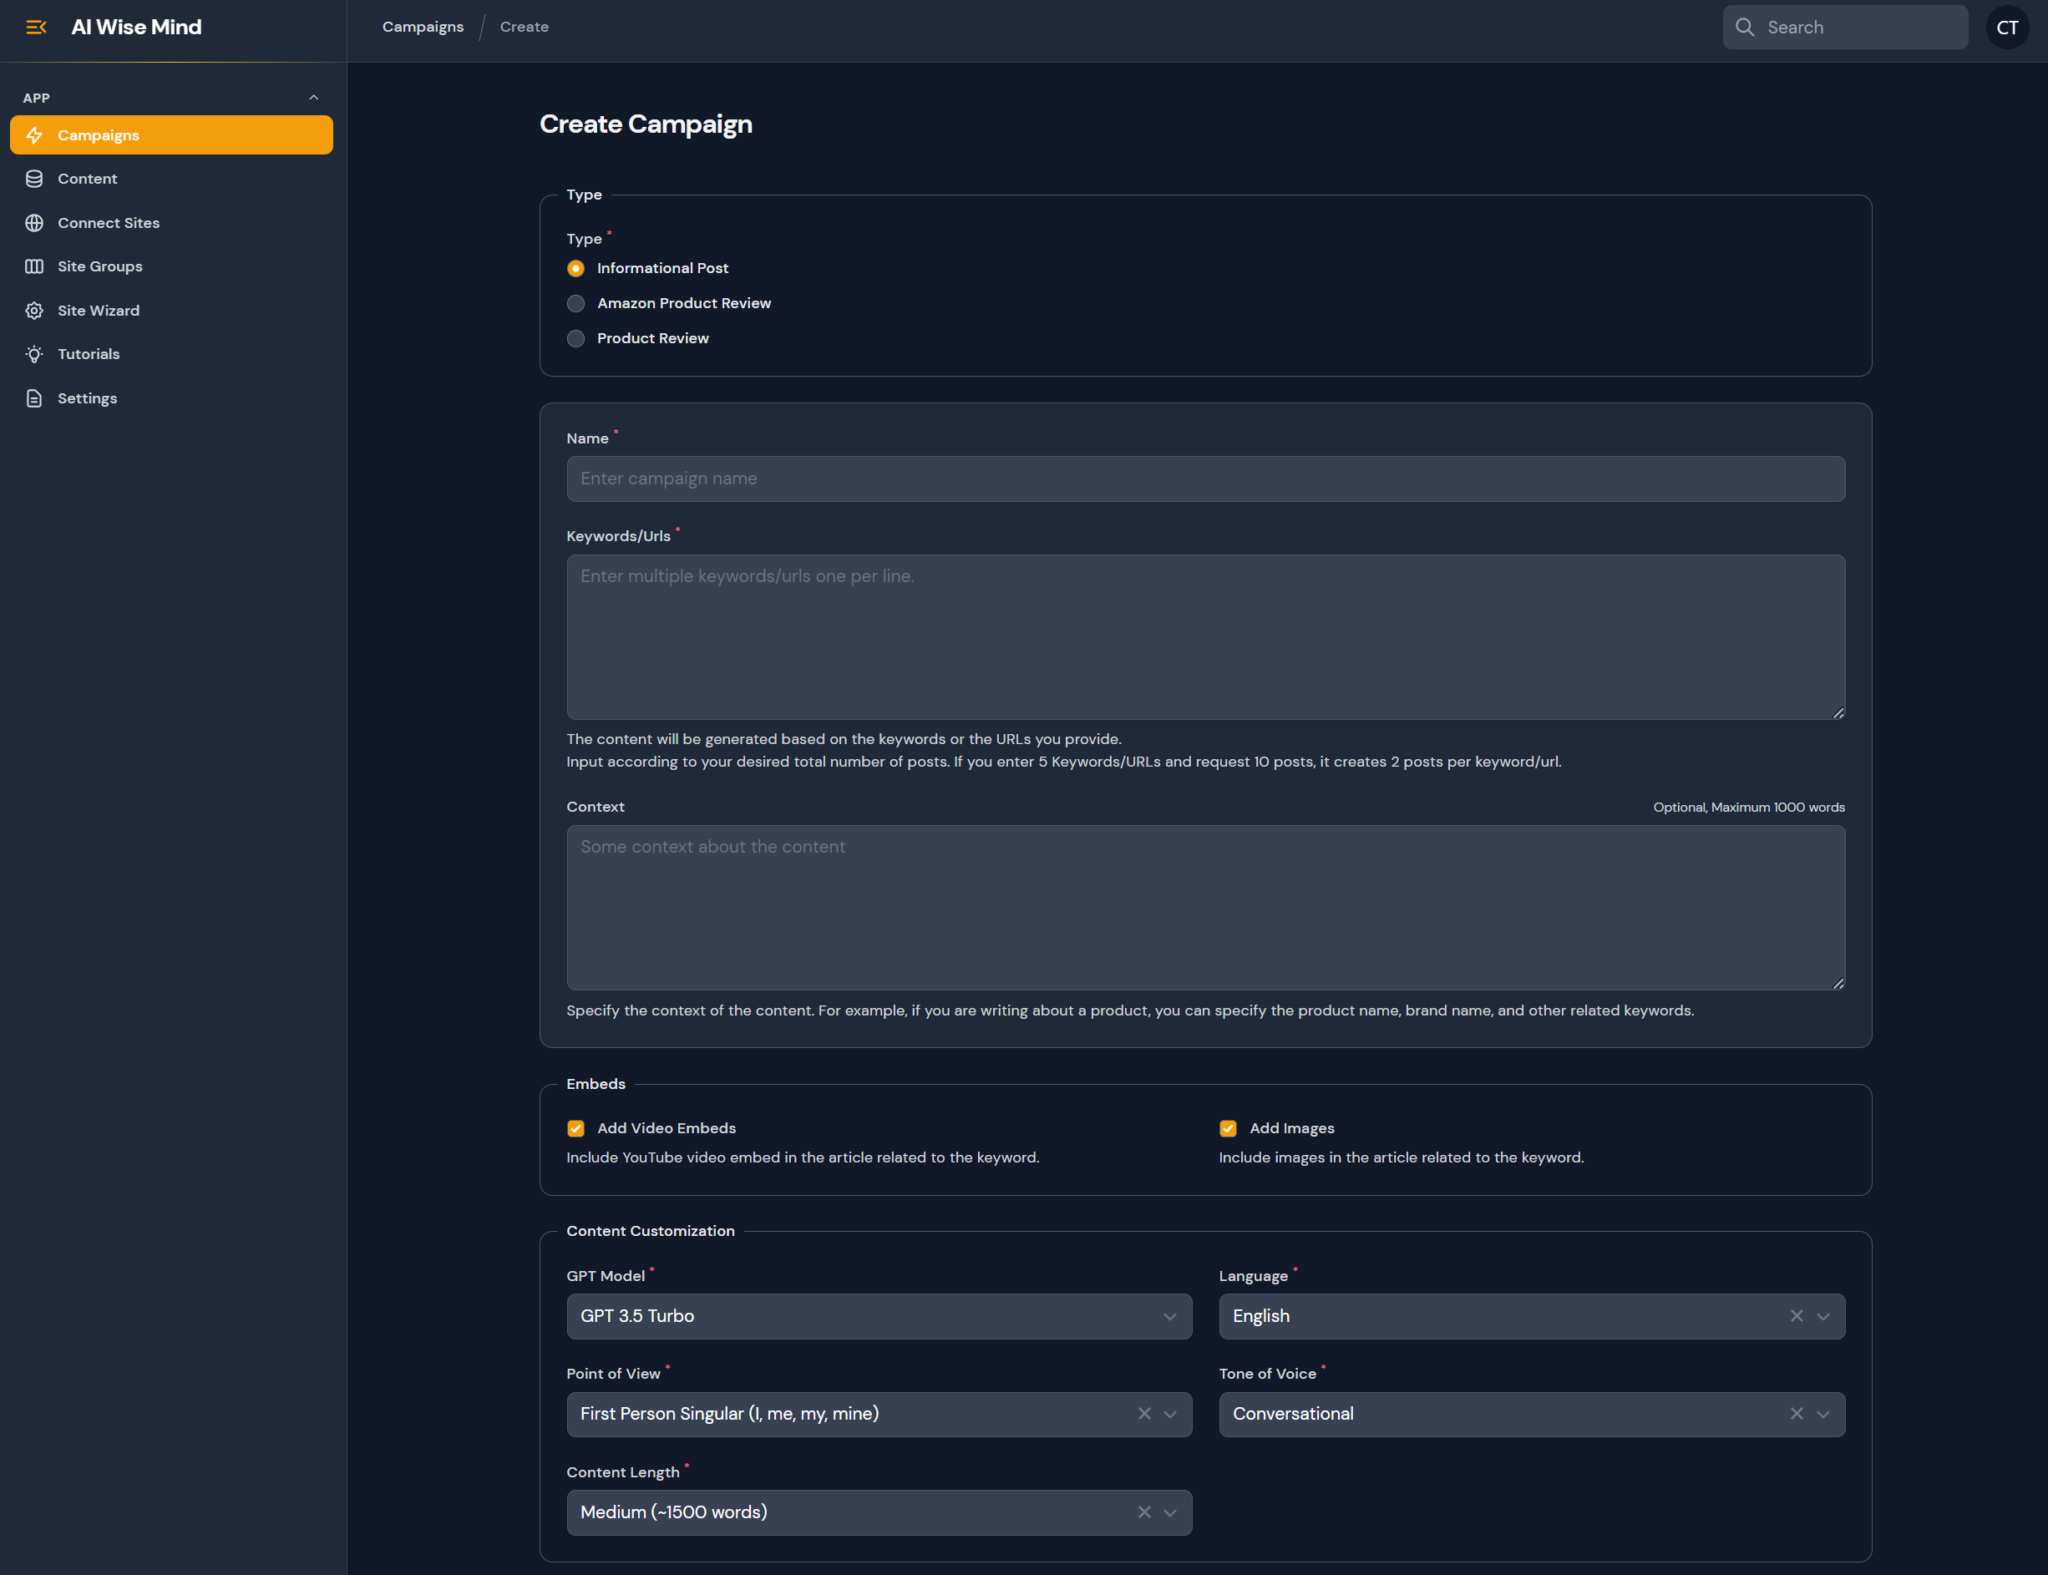 AI Wise Mind
Campaigns / Create
Search
CT
APP
Campaigns
Content
Connect Sites
Site Groups
Site Wizard
Tutorials
Settings
Create Campaign
Type
Type *
Informational Post
Amazon Product Review
Product Review
Name *
Enter campaign name
Keywords/Urls *
Enter multiple keywords/urls one per line.
The content will be generated based on the keywords or the URLs you provide.
Input according to your desired total number of posts. If you enter 5 Keywords/URLs and request 10 posts, it creates 2 posts per keyword/url.
Context
Optional, Maximum 1000 words
Some context about the content
Specify the context of the content. For example, if you are writing about a product, you can specify the product name, brand name, and other related keywords.
Embeds
Add Video Embeds
Include YouTube video embed in the article related to the keyword.
Add Images
Include images in the article related to the keyword.
Content Customization
GPT Model *
GPT 3.5 Turbo
Language *
English
Point of View *
First Person Singular (I, me, my, mine)
Tone of Voice *
Conversational
Content Length *
Medium (~1500 words)